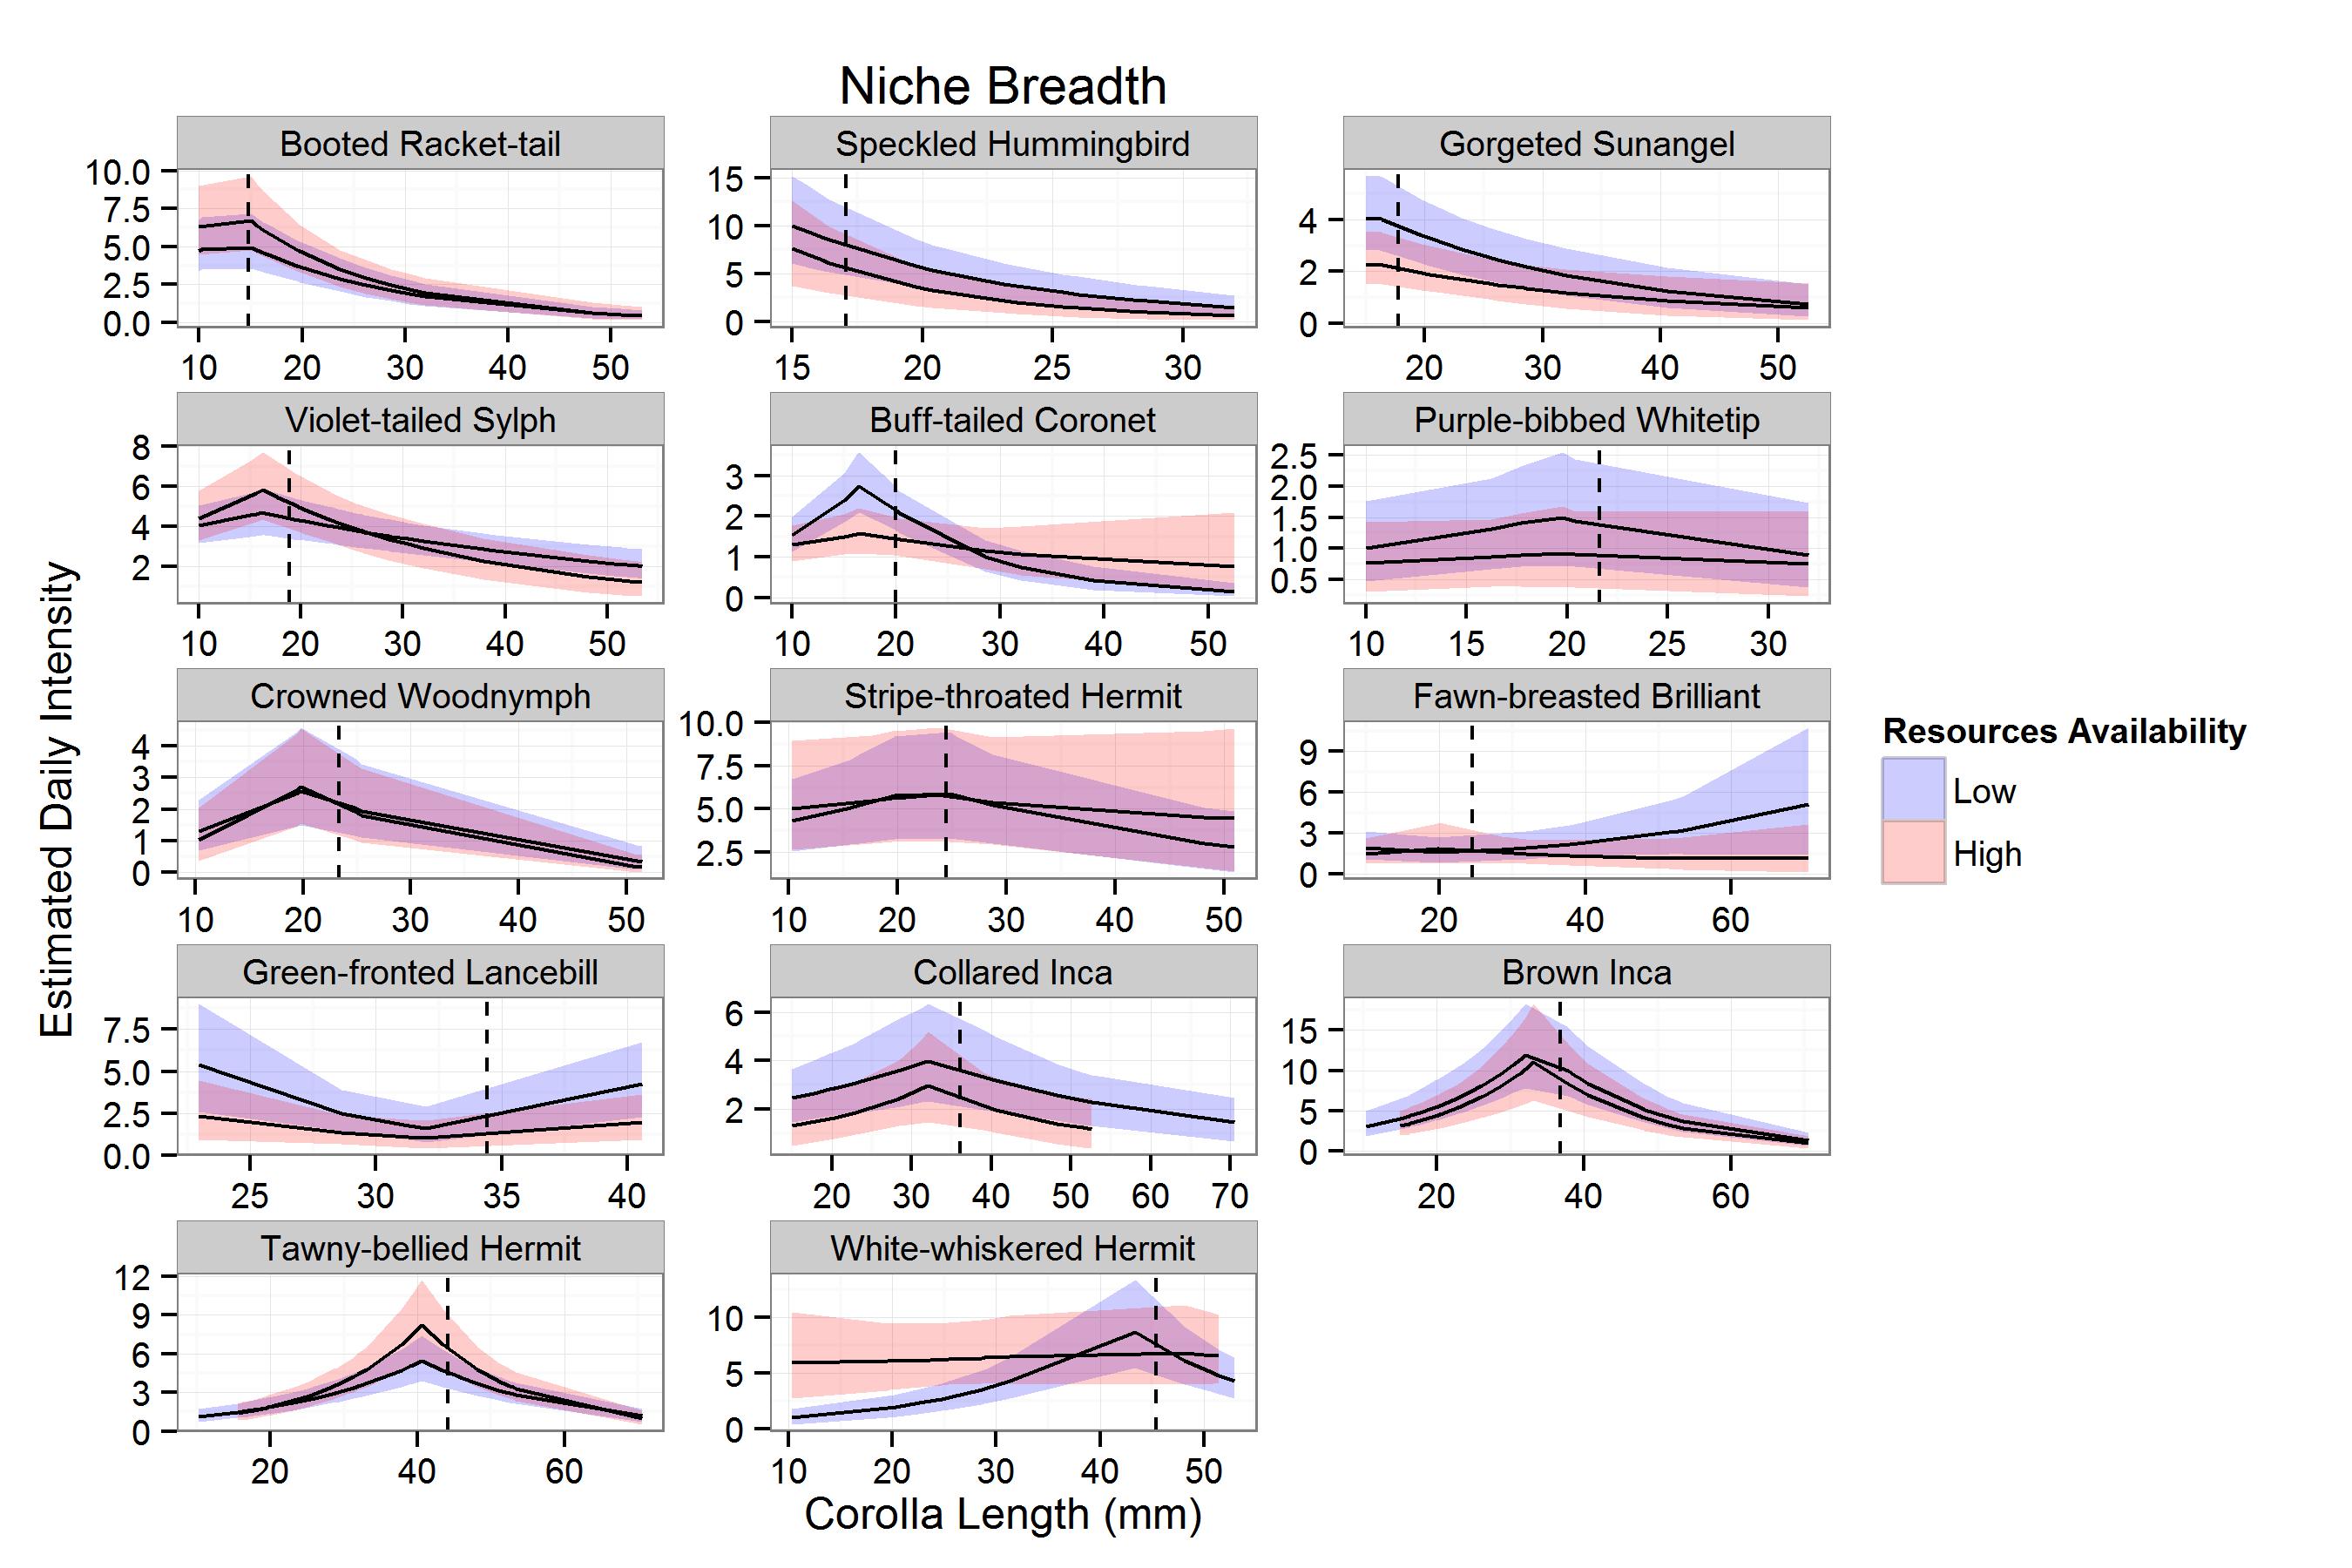 Niche Breadth
Booted Racket-tail
Speckled Hummingbird
Gorgeted Sunangel
10.0
7.5
5.0
2.5
0.0
10 20 30 40 50
15
10
5
0
15 20 25 30
4
2
0
20 30 40 50
Violet-tailed Sylph
Buff-tailed Coronet
Purple-bibbed Whitetip
8
6
4
2
10 20 30 40 50
3
2
1
0
10 20 30 40 50
2.5
2.0
1.5
1.0
0.5
10 15 20 25 30
Crowned Woodnymph
Stripe-throated Hermit
Fawn-breasted Brilliant
4
3
2
1
0
10 20 30 40 50
10.0
7.5
5.0
2.5
10 20 30 40 50
9
6
3
0
20 40 60
Green-fronted Lancebill
Collared Inca
Brown Inca
7.5
5.0
2.5
0.0
25 30 35 40
6
4
2
20 30 40 50 60 70
15
10
5
0
20 40 60
Tawny-bellied Hermit
White-whiskered Hermit
12
9
6
3
0
20 40 60
10
5
0
10 20 30 40 50
Estimated Daily Intensity
Corolla Length (mm)
Resources Availability
Low
High